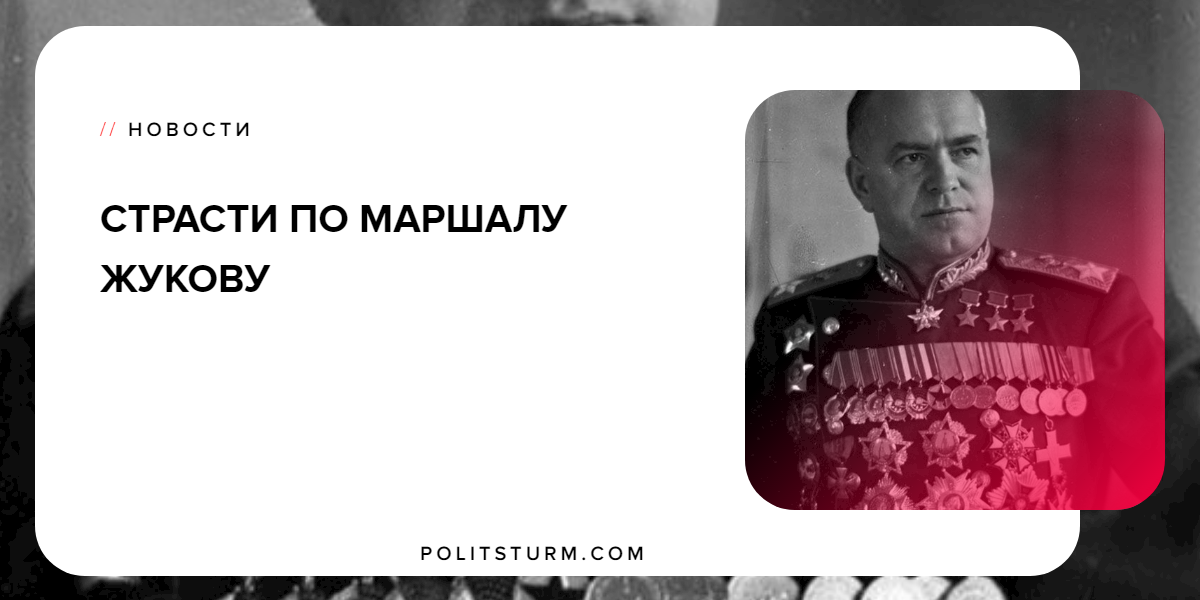 // НОВОСТИ
СТРАСТИ ПО МАРШАЛУ
ЖУКОВУ
POLITSTURM.COM